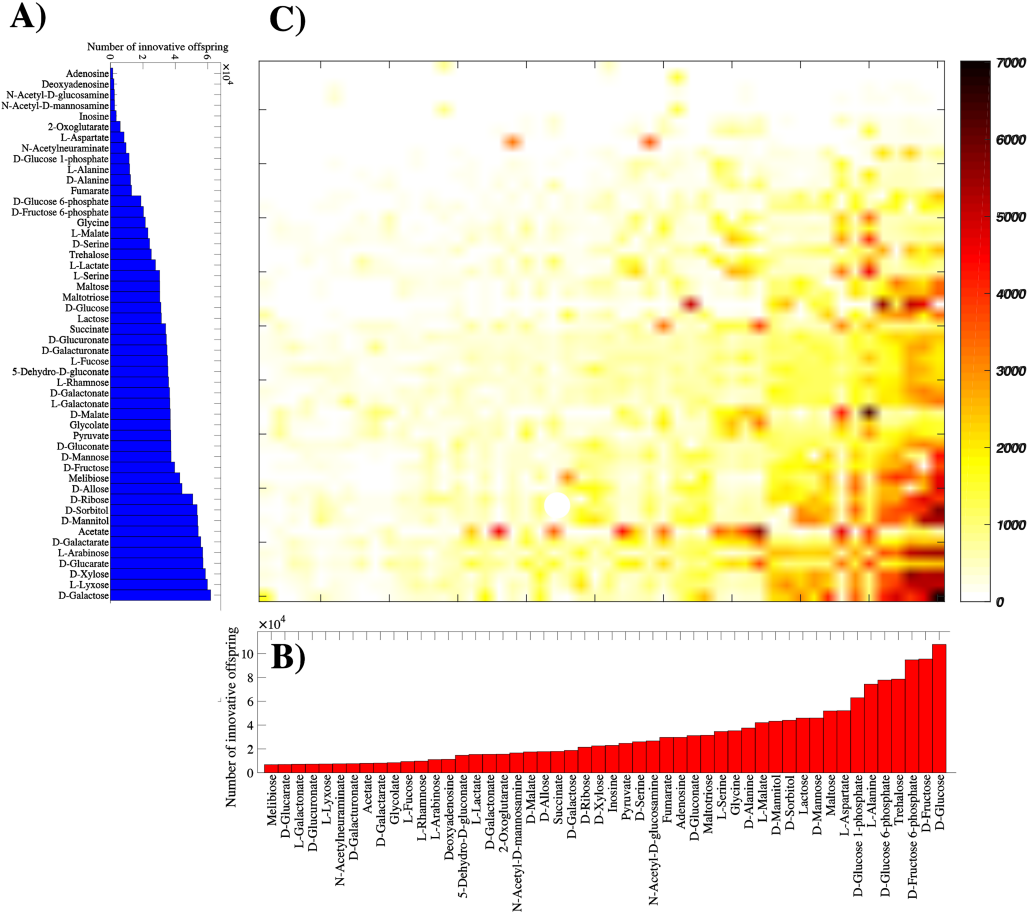 A)
Number of innovative offspring
0 2 4 6
×10⁴
Adenosine
Deoxyadenosine
N-Acetyl-D-glucosamine
N-Acetyl-D-mannosamine
Inosine
2-Oxoglutarate
L-Aspartate
N-Acetylneuraminate
D-Glucose 1-phosphate
L-Alanine
D-Alanine
Fumarate
D-Glucose 6-phosphate
D-Fructose 6-phosphate
Glycine
L-Malate
D-Serine
Trehalose
L-Lactate
L-Serine
Maltose
Maltotriose
D-Glucose
Lactose
Succinate
D-Glucuronate
D-Galacturonate
L-Fucose
5-Dehydro-D-gluconate
L-Rhamnose
D-Galactonate
L-Galactonate
D-Malate
Glycolate
Pyruvate
D-Gluconate
D-Mannose
D-Fructose
Melibiose
D-Allose
D-Ribose
D-Sorbitol
D-Mannitol
Acetate
D-Galactarate
L-Arabinose
D-Glucarate
D-Xylose
L-Lyxose
D-Galactose
C)
7000
6000
5000
4000
3000
2000
1000
0
B)
×10⁴
Number of innovative offspring
10
8
6
4
2
0
Melibiose
D-Glucarate
L-Galactonate
D-Glucuronate
L-Lyxose
N-Acetylneuraminate
D-Galacturonate
Acetate
D-Galactarate
Glycolate
L-Fucose
L-Rhamnose
L-Arabinose
Deoxyadenosine
5-Dehydro-D-gluconate
L-Lactate
D-Galactonate
2-Oxoglutarate
N-Acetyl-D-mannosamine
D-Malate
D-Allose
Succinate
D-Galactose
D-Ribose
D-Xylose
Inosine
Pyruvate
D-Serine
N-Acetyl-D-glucosamine
Fumarate
Adenosine
D-Gluconate
Maltotriose
L-Serine
Glycine
D-Alanine
L-Malate
D-Mannitol
D-Sorbitol
Lactose
D-Mannose
Maltose
L-Aspartate
D-Glucose 1-phosphate
L-Alanine
D-Glucose 6-phosphate
Trehalose
D-Fructose 6-phosphate
D-Fructose
D-Glucose